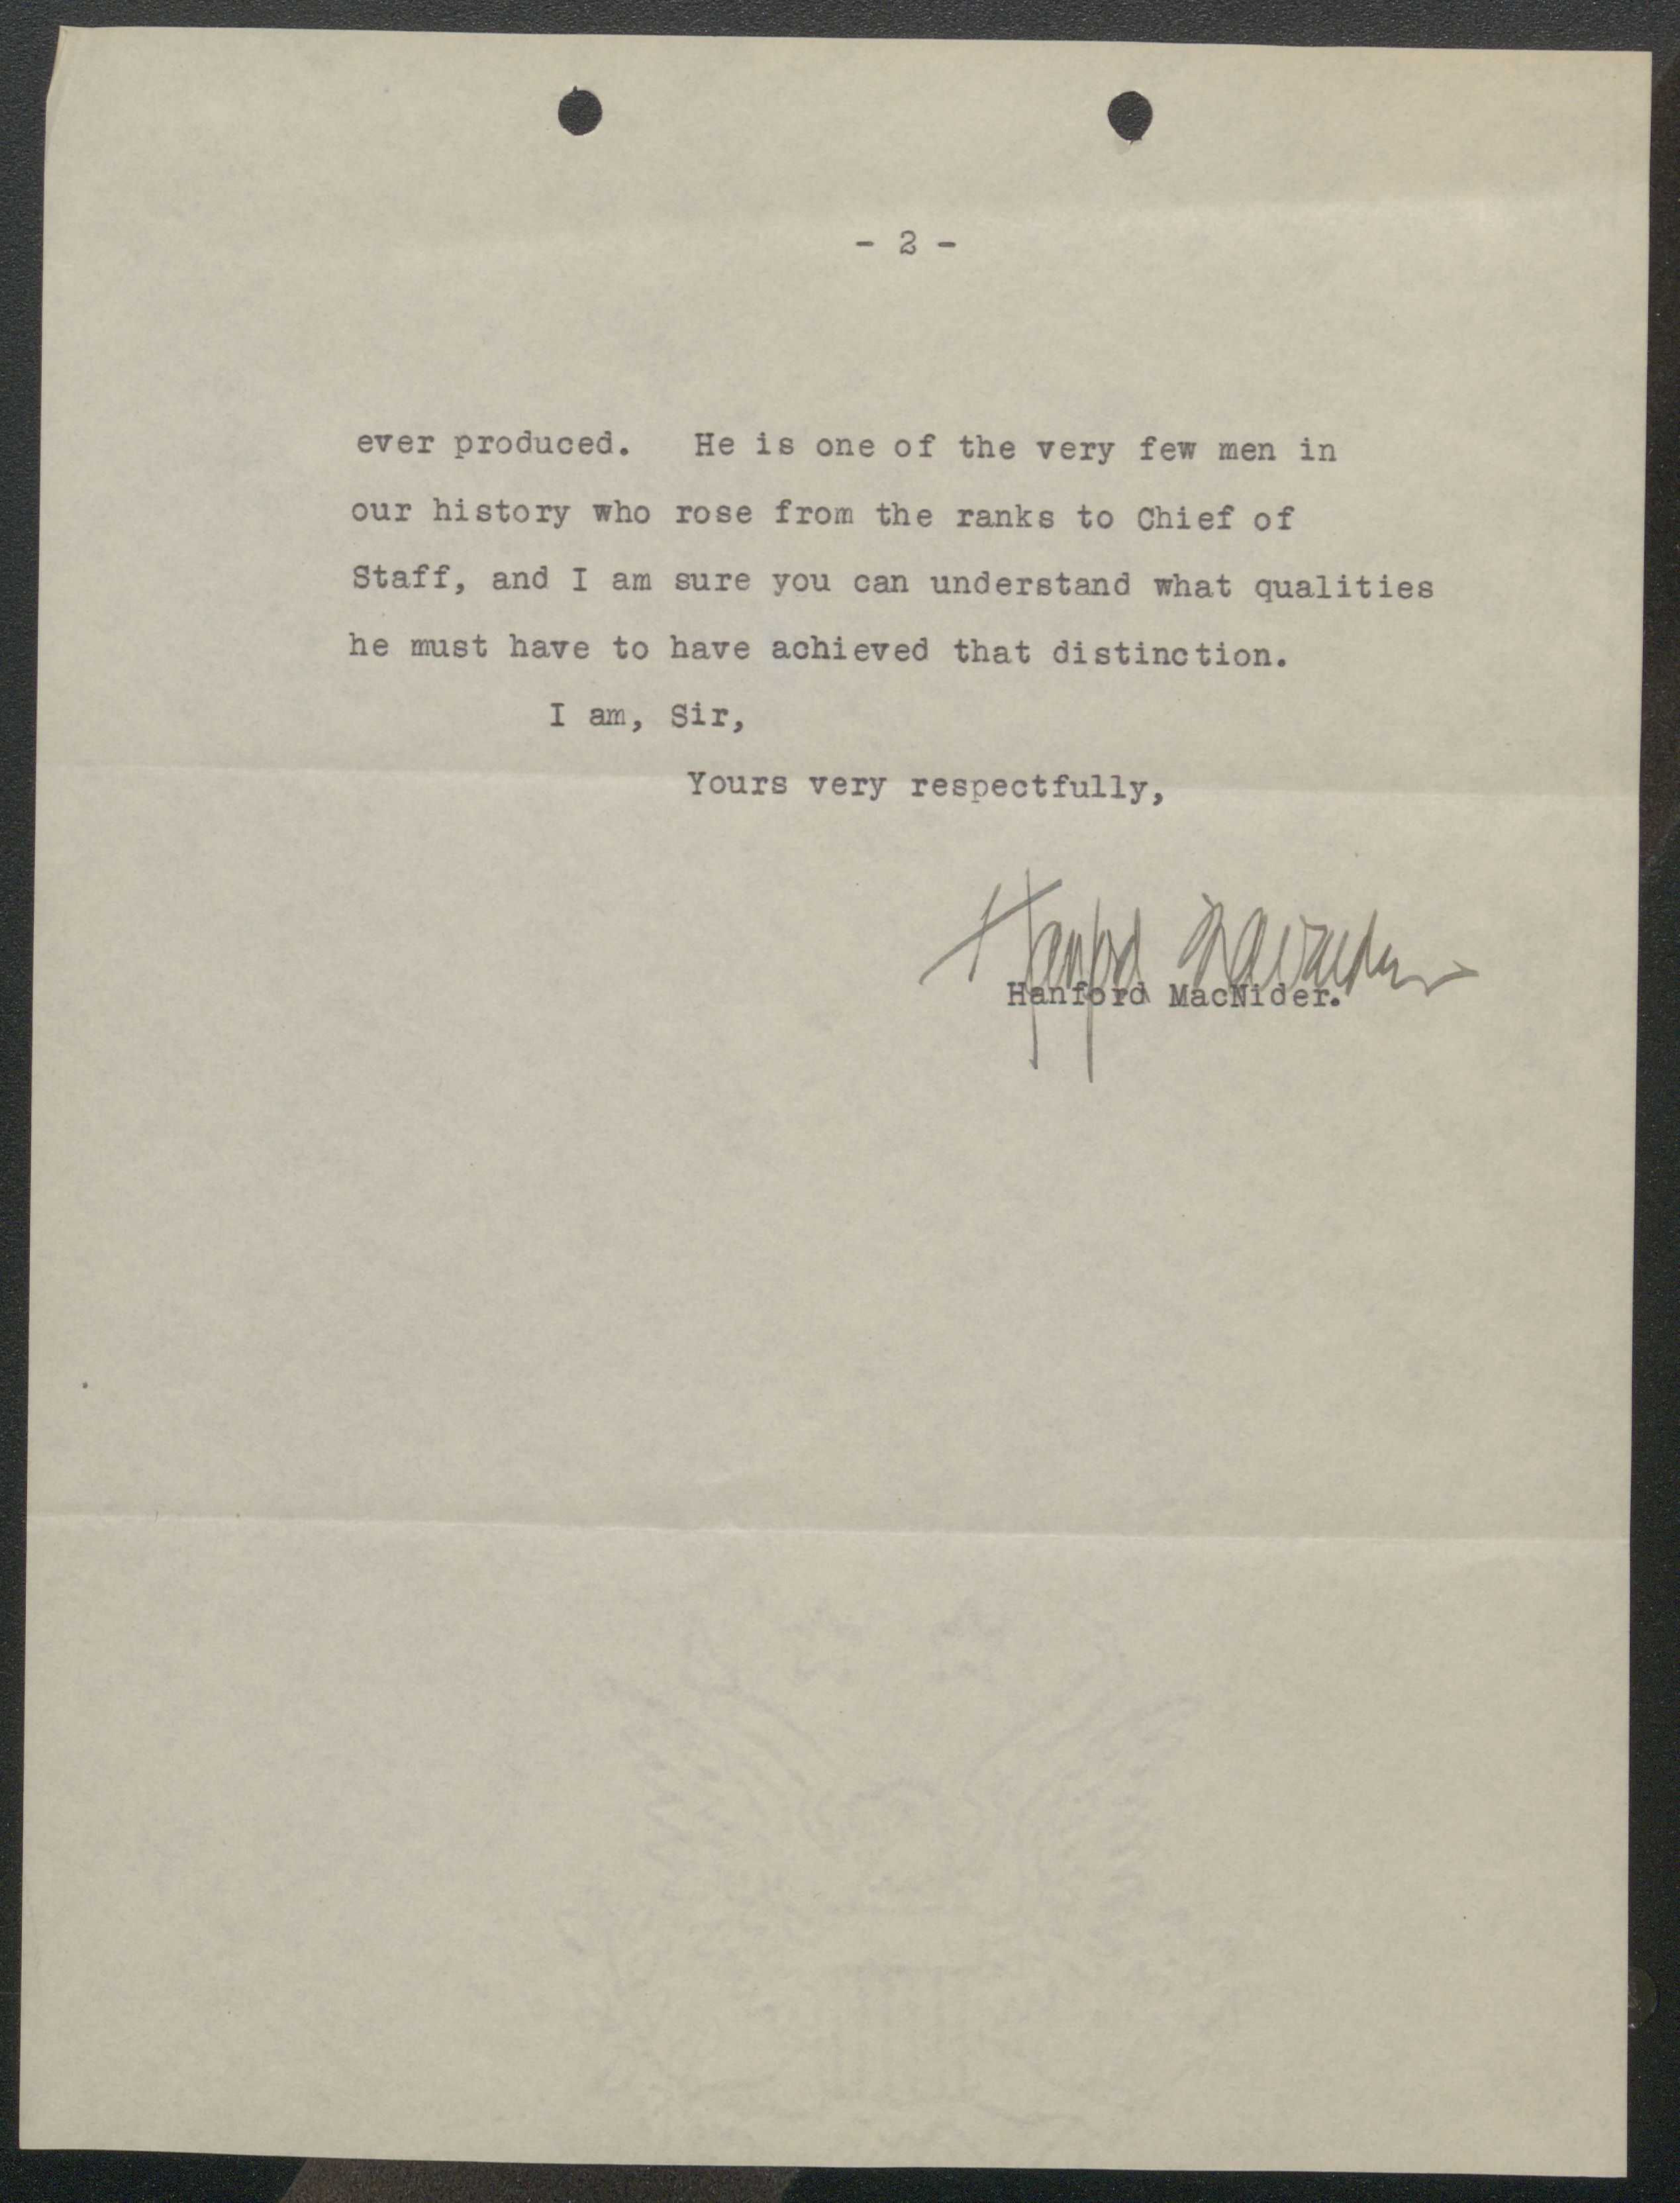 - 2 -
ever produced. He is one of the very few men in
our history who rose from the ranks to Chief of
Staff, and I am sure you can understand what qualities
he must have to have achieved that distinction.
I am, Sir,
Yours very respectfully,
Hanford MacNider
Hanford MacNider.